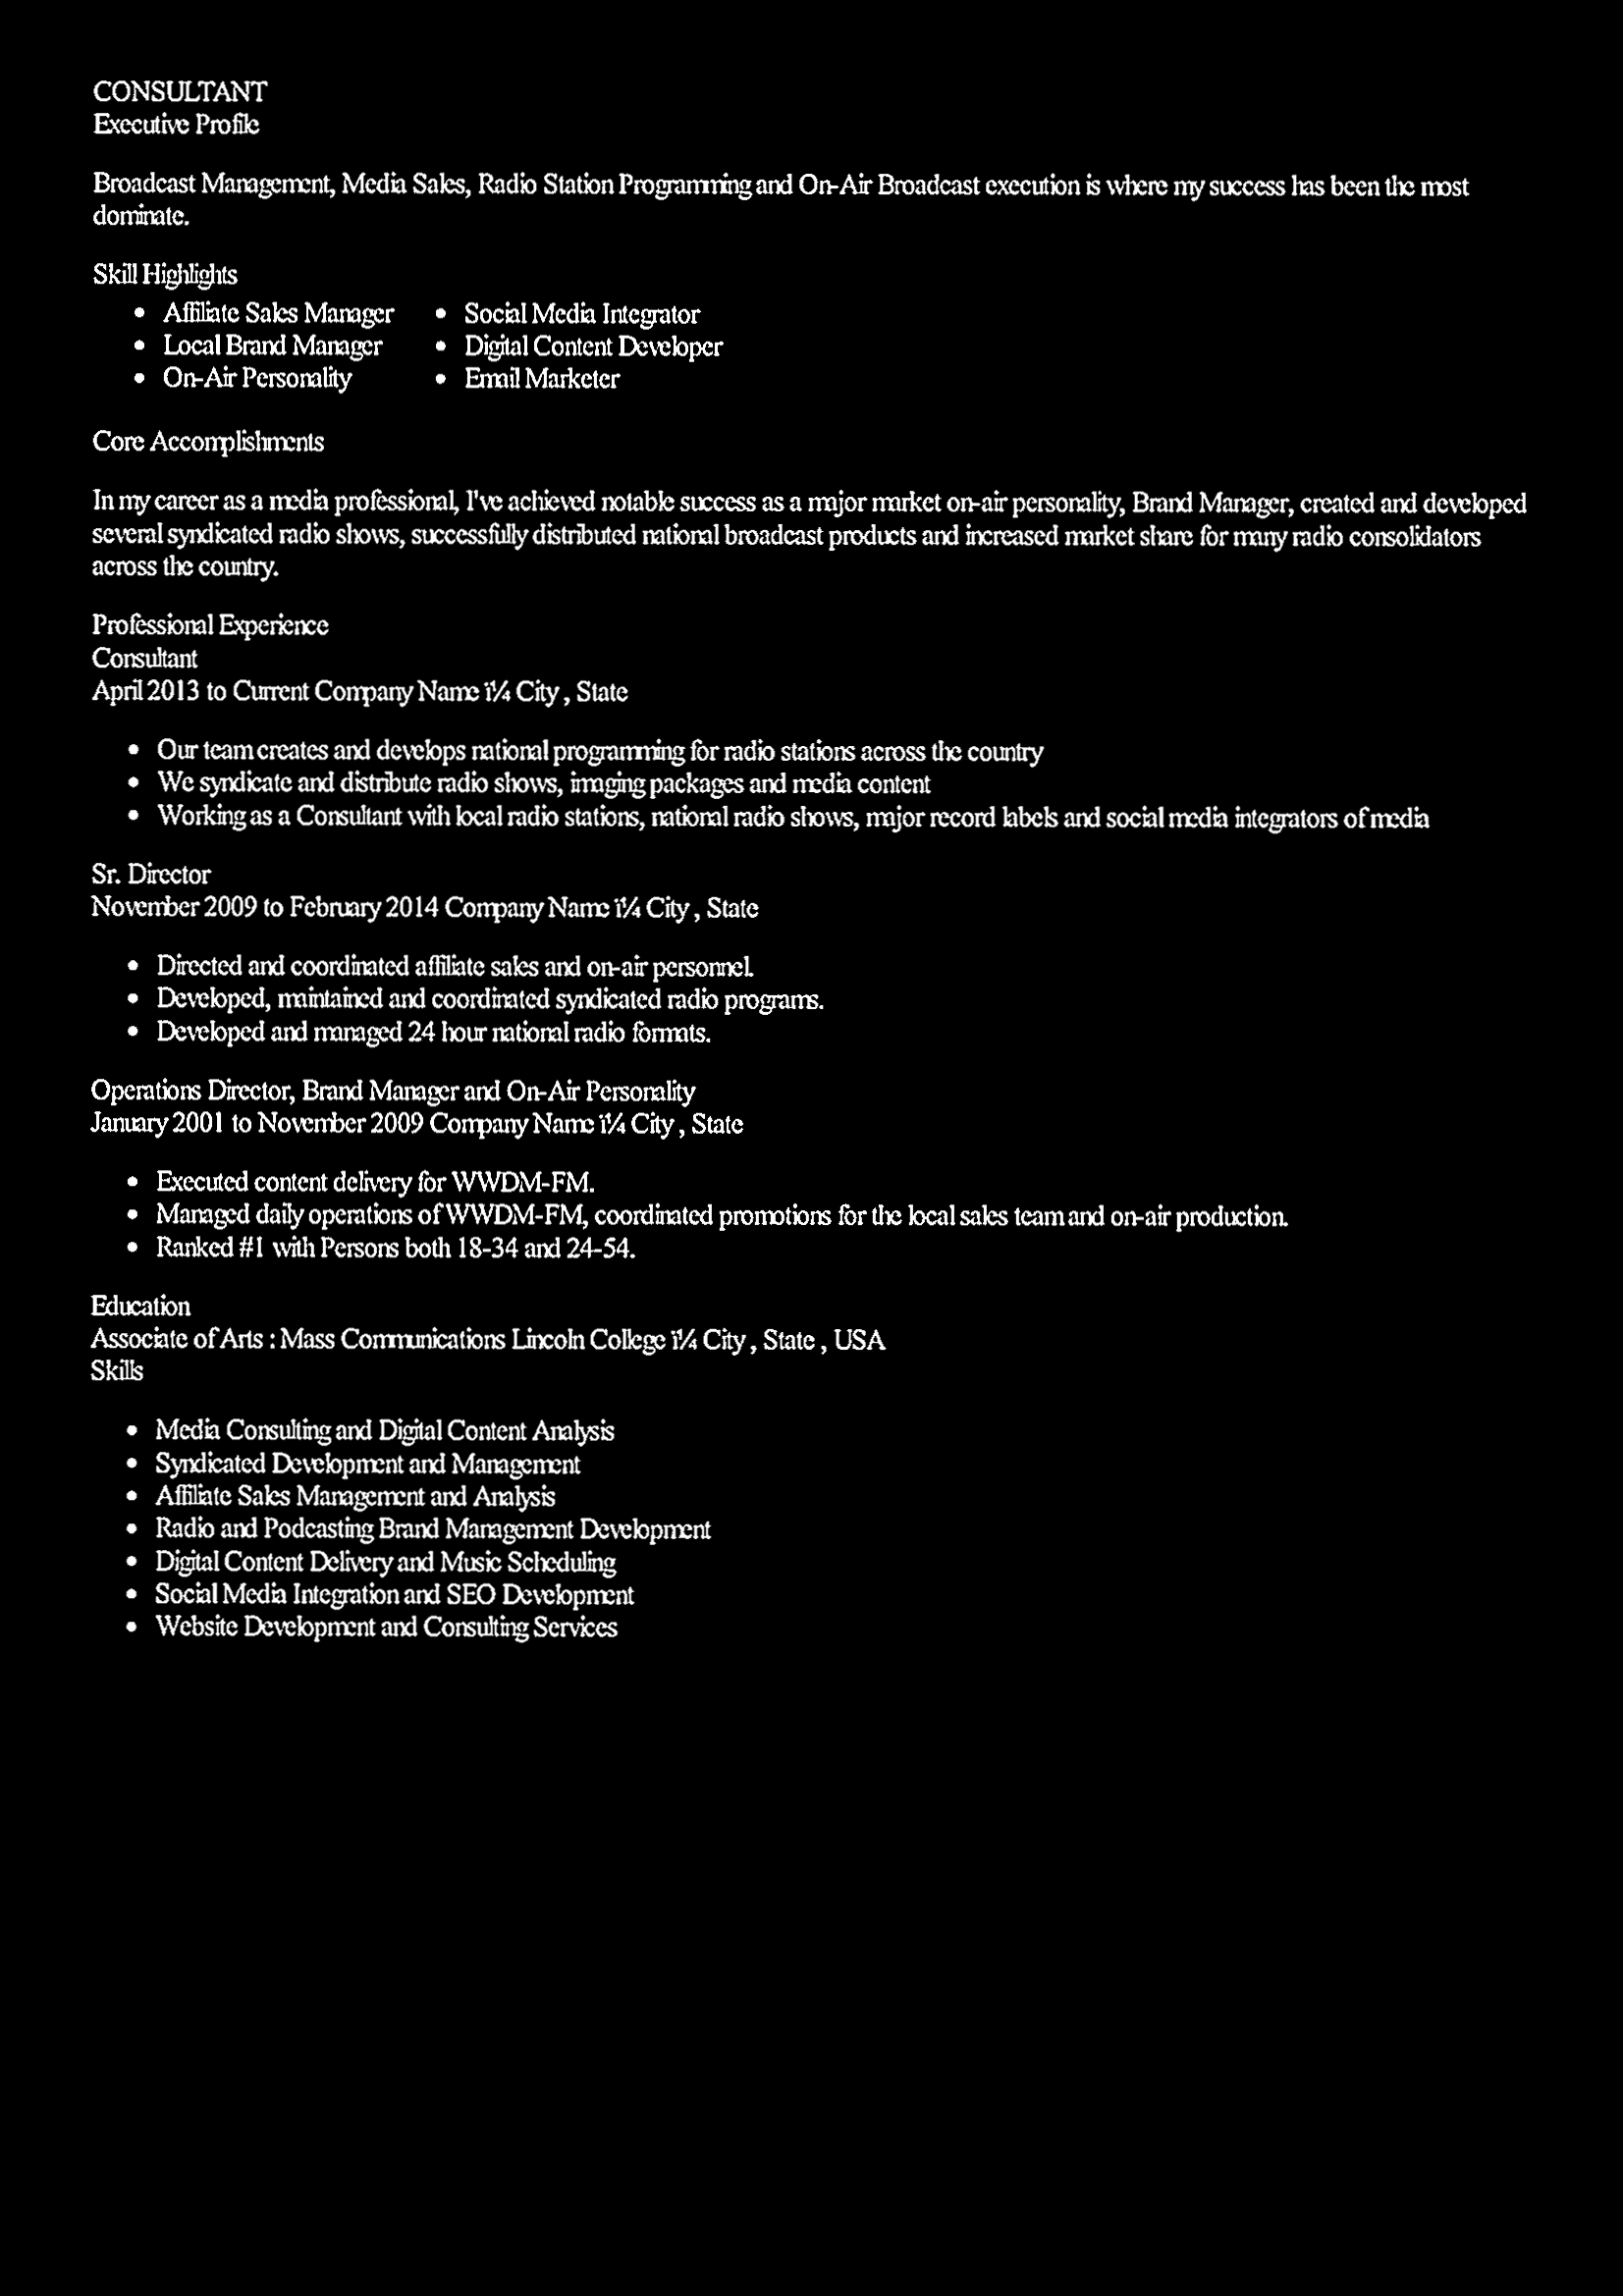 CONSULTANT
Executive Profile
Broadcast Management, Media Sales, Radio Station Programming and On-Air Broadcast execution is where my success has been the most
dominate.
Skill Highlights
• Affiliate Sales Manager • Social Media Integrator
• Local Brand Manager • Digital Content Developer
• On-Air Personality • Email Marketer
Core Accomplishments
In my career as a media professional, I've achieved notable success as a major market on-air personality, Brand Manager, created and developed
several syndicated radio shows, successfully distributed national broadcast products and increased market share for many radio consolidators
across the country.
Professional Experience
Consultant
April 2013 to Current Company Name ï¼ City , State
• Our team creates and develops national programming for radio stations across the country
• We syndicate and distribute radio shows, imaging packages and media content
• Working as a Consultant with local radio stations, national radio shows, major record labels and social media integrators of media
Sr. Director
November 2009 to February 2014 Company Name ï¼ City , State
• Directed and coordinated affiliate sales and on-air personnel.
• Developed, maintained and coordinated syndicated radio programs.
• Developed and managed 24 hour national radio formats.
Operations Director, Brand Manager and On-Air Personality
January 2001 to November 2009 Company Name ï¼ City , State
• Executed content delivery for WWDM-FM.
• Managed daily operations of WWDM-FM, coordinated promotions for the local sales team and on-air production.
• Ranked #1 with Persons both 18-34 and 24-54.
Education
Associate of Arts : Mass Communications Lincoln College ï¼ City , State , USA
Skills
• Media Consulting and Digital Content Analysis
• Syndicated Development and Management
• Affiliate Sales Management and Analysis
• Radio and Podcasting Brand Management Development
• Digital Content Delivery and Music Scheduling
• Social Media Integration and SEO Development
• Website Development and Consulting Services